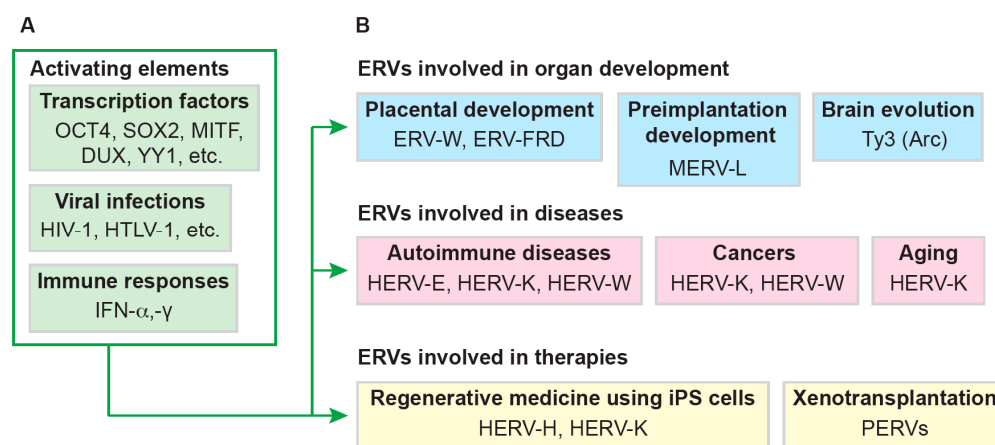 A
B
Activating elements
Transcription factors
OCT4, SOX2, MITF,
DUX, YY1, etc.
Viral infections
HIV-1, HTLV-1, etc.
Immune responses
IFN-α,-γ
ERVs involved in organ development
Placental development
ERV-W, ERV-FRD
Preimplantation
development
MERV-L
Brain evolution
Ty3 (Arc)
ERVs involved in diseases
Autoimmune diseases
HERV-E, HERV-K, HERV-W
Cancers
HERV-K, HERV-W
Aging
HERV-K
ERVs involved in therapies
Regenerative medicine using iPS cells
HERV-H, HERV-K
Xenotransplantation
PERVs